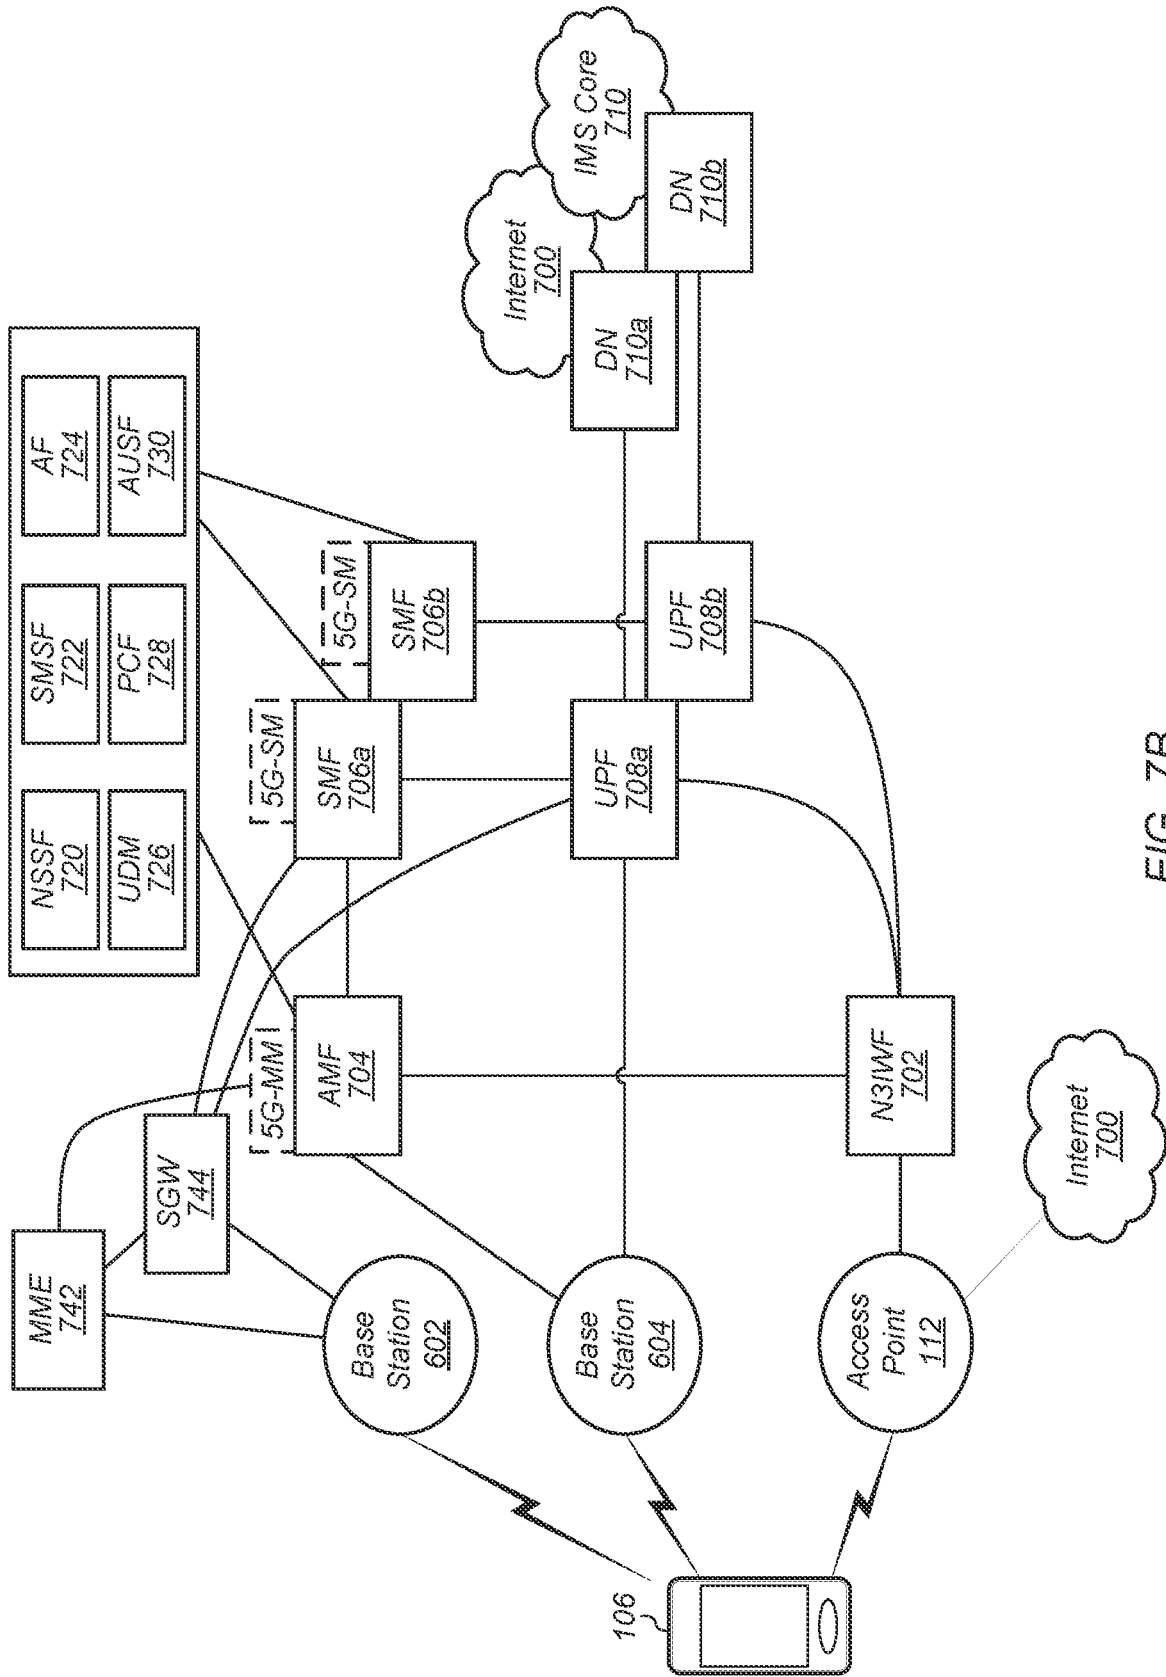 NSSF
720
SMSF
722
AF
724
UDM
726
PCF
728
AUSF
730
MME
742
SGW
744
5G-MM
AMF
704
5G-SM
SMF
706a
5G-SM
SMF
706b
Base
Station
602
Base
Station
604
UPF
708a
UPF
708b
Internet
700
IMS Core
710
DN
710a
DN
710b
106
Access
Point
112
N3IWF
702
Internet
700
FIG. 7B